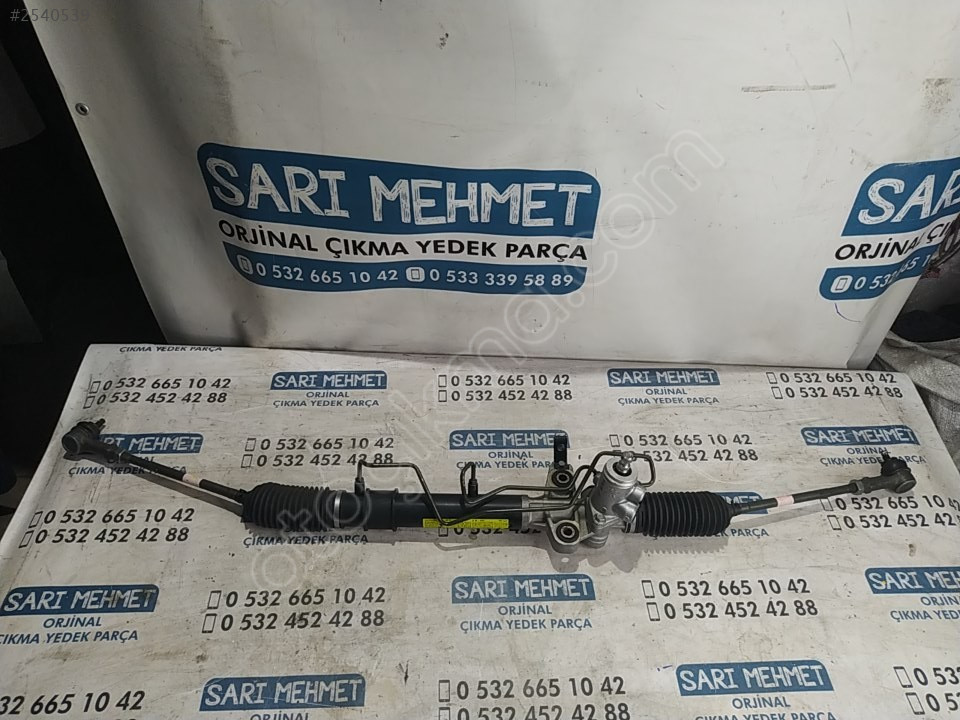 SARI MEHMET
ORJİNAL ÇIKMA YEDEK PARÇA
0 532 665 10 42 0 533 339 58 89
SARI
ORJİNAL ÇIKMA
otosikma.com
ÇIKMA YEDEK PARÇA
0 532 665 10 42
0 532 452 42 88
SARI MEHMET
ORJİNAL
ÇIKMA YEDEK PARÇA
0 532 665 10 42
0 532 452 42 88
SARI MEHMET
ORJİNAL
ÇIKMA YEDEK PARÇA
0 532 665 10 42
0 532 452 42 88
MEHMET
ORJİNAL
ÇIKMA YEDEK PARÇA
0 532 665 10 42
0 532 452 42 88
SARI MEHMET
ORJİNAL
0 532 665 10 42
0 532 452 42 88
SARI MEHMET
0 532 665 10 42
0 532 452 42 88
ÇIKMA YEDEK PARÇA
0 532 665 10 42
0 532 452 42 88
SARI MEHMET
ORJİNAL
ÇIKMA YEDEK PARÇA
0 532 665 10 42
0 532 452 42 88
SARI MEHMET
ORJİNAL
ÇIKMA YEDEK PARÇA
0 532 665 10 42
0 532 452 42 88
SARI MEHMET
ORJİNAL
0 532 665 10 42
0 532 452 42 88
SARI MEHMET
ORJİNAL
ÇIKMA YEDEK PARÇA
0 532 665 10 42
0 532 452 42 88
SARI MEHMET
ORJİNAL
ÇIKMA YEDEK PARÇA